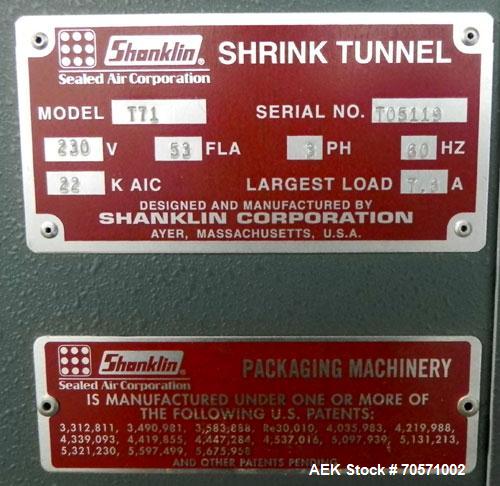 Shanklin SHRINK TUNNEL
Sealed Air Corporation
MODEL T71 SERIAL NO. T05119
230 V 53 FLA 3 PH 60 HZ
22 K AIC LARGEST LOAD 7.3 A
DESIGNED AND MANUFACTURED BY
SHANKLIN CORPORATION
AYER, MASSACHUSETTS, U.S.A.
Shanklin PACKAGING MACHINERY
Sealed Air Corporation
IS MANUFACTURED UNDER ONE OR MORE OF
THE FOLLOWING U.S. PATENTS:
3,312,811, 3,490,981, 3,583,888, Re30,010, 4,035,983, 4,219,988,
4,339,093, 4,419,855, 4,447,284, 4,537,016, 5,097,939, 5,131,213,
5,321,230, 5,597,499, 5,675,958
AND OTHER PATENTS PENDING
AEK Stock # 70571002